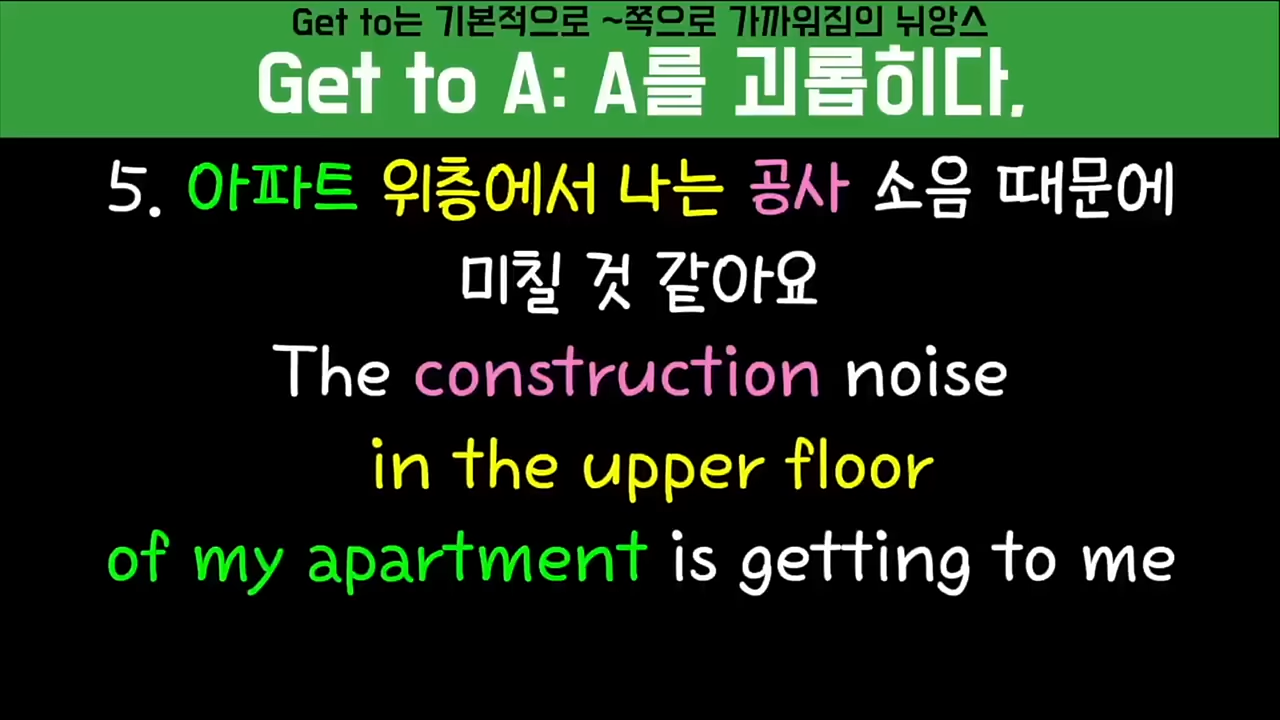 Get to는 기본적으로 ~쪽으로 가까워짐의 뉘앙스
Get to A: A를 괴롭히다.
5. 아파트 위층에서 나는 공사 소음 때문에
미칠 것 같아요
The construction noise
in the upper floor
of my apartment is getting to me